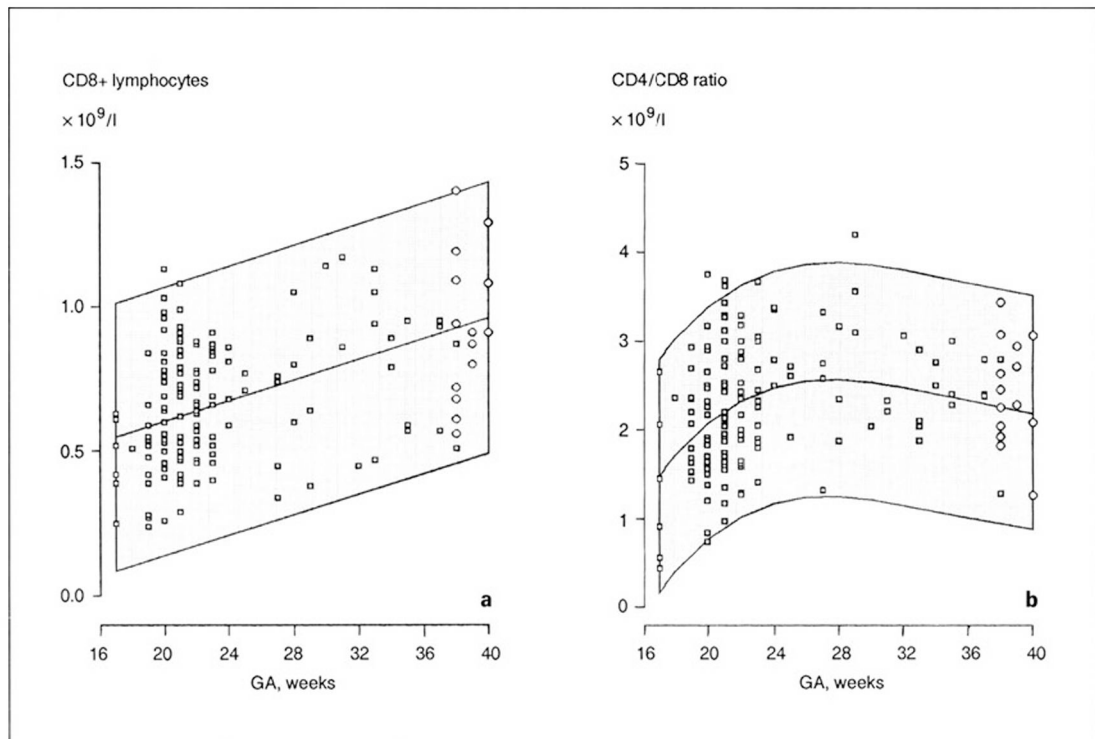 CD8+ lymphocytes
× 10⁹/l
1.5
1.0
0.5
0.0
a
16 20 24 28 32 36 40
GA, weeks
CD4/CD8 ratio
× 10⁹/l
5
4
3
2
1
0
b
16 20 24 28 32 36 40
GA, weeks